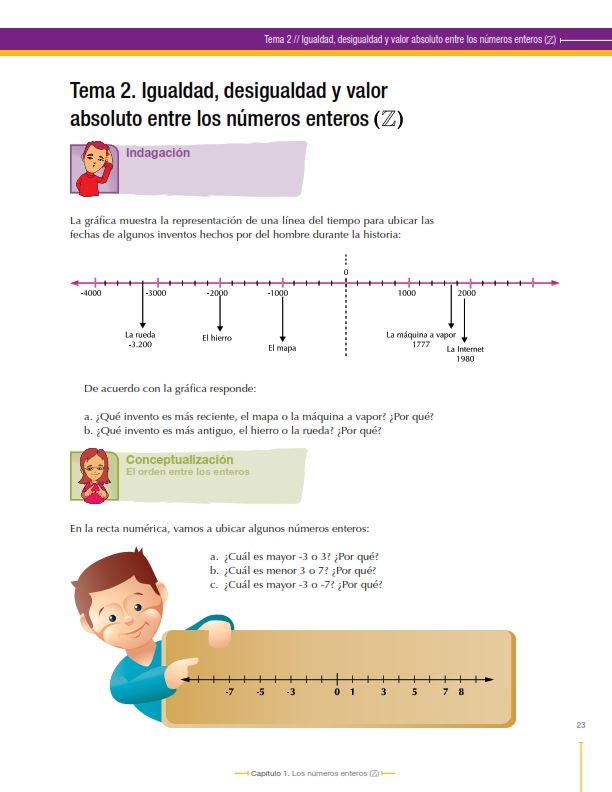 Tema 2 // Igualdad, desigualdad y valor absoluto entre los números enteros (ℤ)
Tema 2. Igualdad, desigualdad y valor
absoluto entre los números enteros (ℤ)
Indagación
La gráfica muestra la representación de una línea del tiempo para ubicar las
fechas de algunos inventos hechos por del hombre durante la historia:
0
-4000 -3000 -2000 -1000 1000 2000
La rueda
-3.200
El hierro
El mapa
La máquina a vapor
1777
La Internet
1980
De acuerdo con la gráfica responde:
a. ¿Qué invento es más reciente, el mapa o la máquina a vapor? ¿Por qué?
b. ¿Qué invento es más antiguo, el hierro o la rueda? ¿Por qué?
Conceptualización
El orden entre los enteros
En la recta numérica, vamos a ubicar algunos números enteros:
a. ¿Cuál es mayor -3 o 3? ¿Por qué?
b. ¿Cuál es menor 3 o 7? ¿Por qué?
c. ¿Cuál es mayor -3 o -7? ¿Por qué?
-7 -5 -3 0 1 3 5 7 8
23
Capítulo 1. Los números enteros (ℤ)